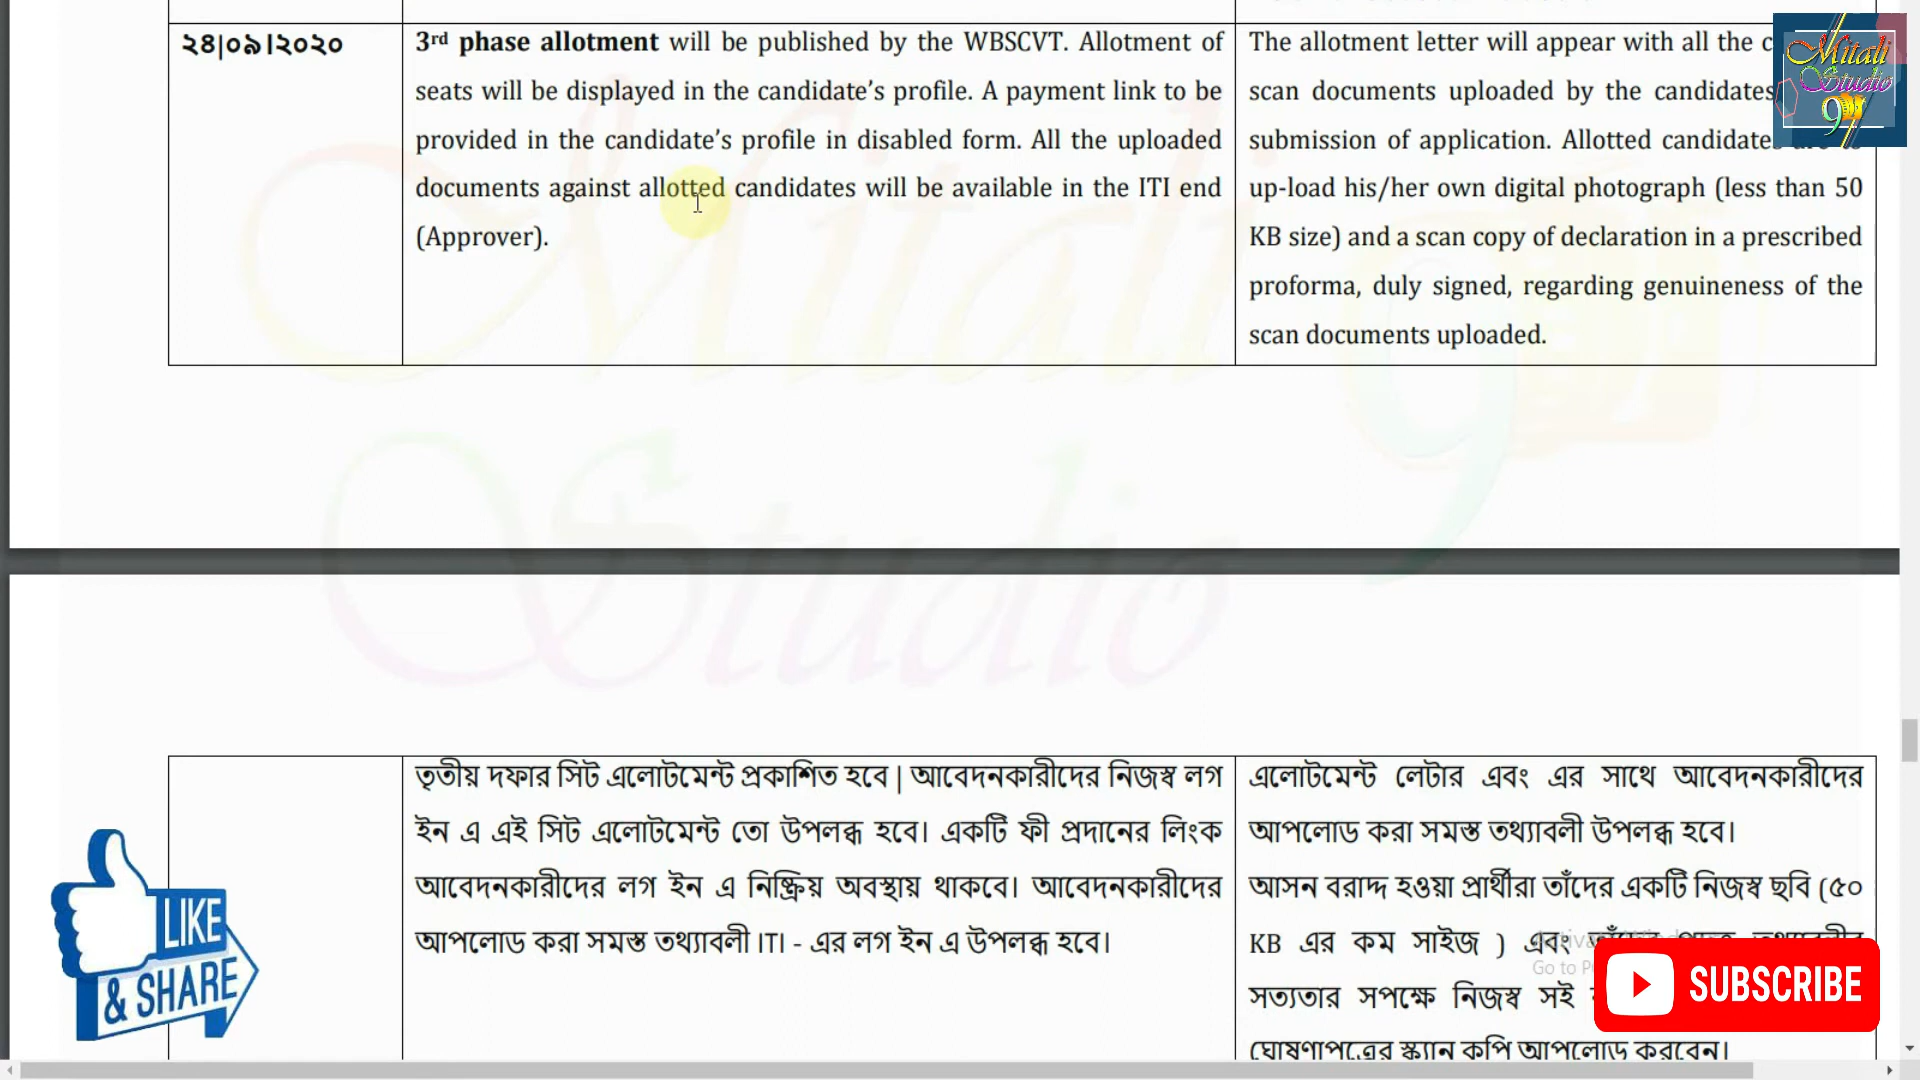 ২৪|০৯।২০২০
3rd phase allotment will be published by the WBSCVT. Allotment of
seats will be displayed in the candidate’s profile. A payment link to be
provided in the candidate’s profile in disabled form. All the uploaded
documents against allotted candidates will be available in the ITI end
(Approver).
The allotment letter will appear with all the
scan documents uploaded by the candidates
submission of application. Allotted
up-load his/her own digital photograph (less than 50
KB size) and a scan copy of declaration in a prescribed
proforma, duly signed, regarding genuineness of the
scan documents uploaded.
Mitali
Studio
9
Mitali
Studio
9
তৃতীয় দফার সিট এলোটমেন্ট প্রকাশিত হবে | আবেদনকারীদের নিজস্ব লগ
ইন এ এই সিট এলোটমেন্ট তো উপলব্ধ হবে। একটি ফী প্রদানের লিংক
আবেদনকারীদের লগ ইন এ নিষ্ক্রিয় অবস্থায় থাকবে। আবেদনকারীদের
আপলোড করা সমস্ত তথ্যাবলী ITI - এর লগ ইন এ উপলব্ধ হবে।
এলোটমেন্ট লেটার এবং এর সাথে আবেদনকারীদের
আপলোড করা সমস্ত তথ্যাবলী উপলব্ধ হবে।
আসন বরাদ্দ হওয়া প্রার্থীরা তাঁদের একটি নিজস্ব ছবি (৫০
KB এর কম সাইজ ) এবং
সত্যতার সপক্ষে নিজস্ব সই
ঘোষণাপত্রের স্ক্যান কপি আপলোড করবেন।
Go to
LIKE
& SHARE
SUBSCRIBE